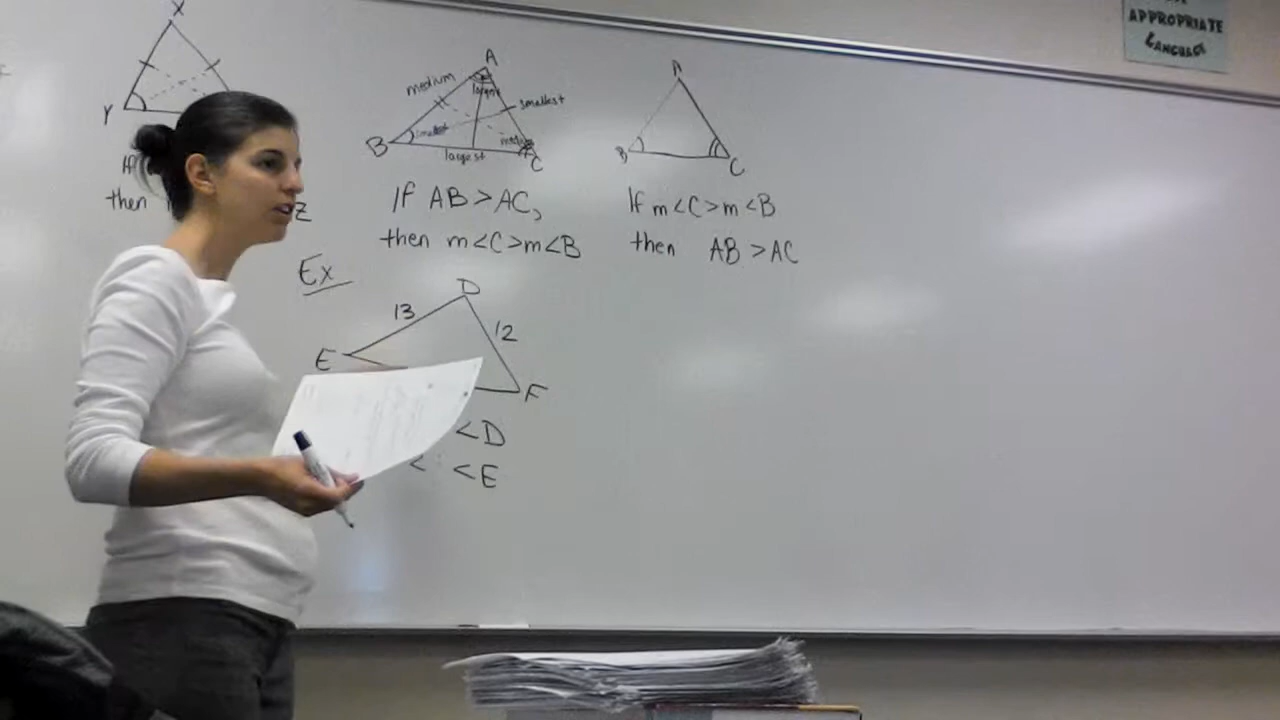 APPROPRIATE
LANGUAGE
X
Y
then
Z
A
medium
largest
smallest
B
smallest
largest
C
If AB > AC,
then m<C > m<B
A
B
C
If m<C > m<B
then AB > AC
Ex
D
13
12
E
F
<D
< <E